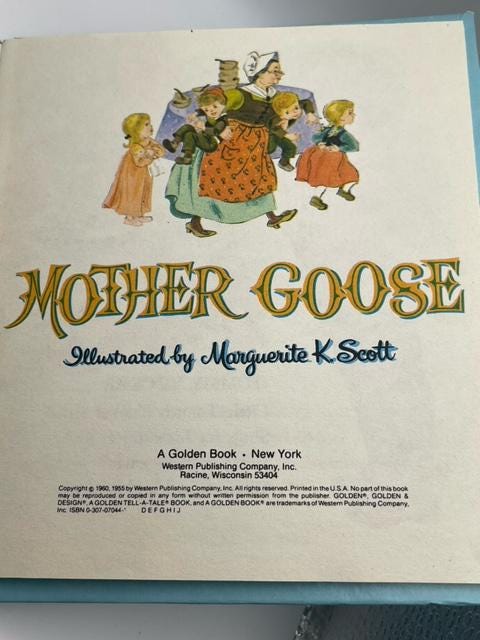 MOTHER GOOSE
Illustrated by Marguerite K. Scott
A Golden Book • New York
Western Publishing Company, Inc.
Racine, Wisconsin 53404
Copyright © 1960, 1955 by Western Publishing Company, Inc. All rights reserved. Printed in the U.S.A. No part of this book
may be reproduced or copied in any form without written permission from the publisher. GOLDEN®, GOLDEN &
DESIGN®, A GOLDEN TELL-A-TALE® BOOK, and A GOLDEN BOOK® are trademarks of Western Publishing Company,
Inc. ISBN 0-307-07044- D E F G H I J